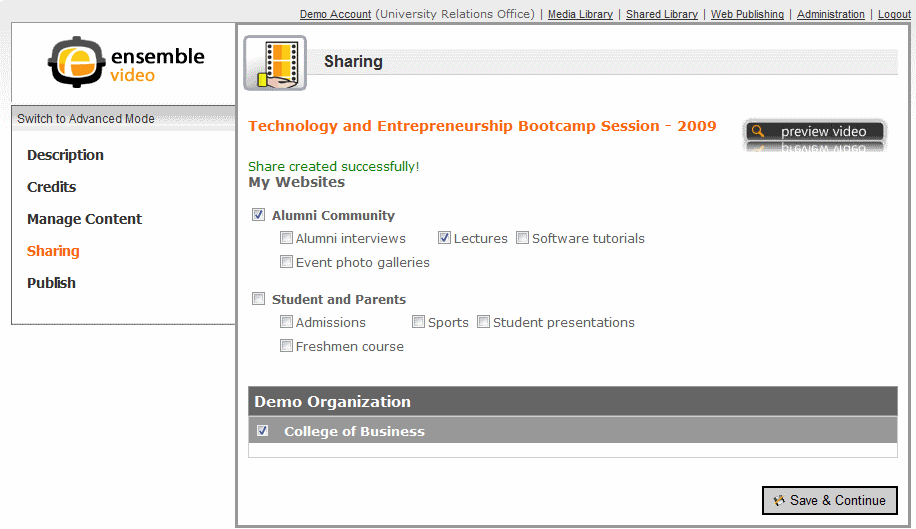 Demo Account (University Relations Office) | Media Library | Shared Library | Web Publishing | Administration | Logout
ensemble
video
Sharing
Switch to Advanced Mode
Description
Credits
Manage Content
Sharing
Publish
Technology and Entrepreneurship Bootcamp Session - 2009
preview video
Share created successfully!
My Websites
Alumni Community
Alumni interviews Lectures Software tutorials
Event photo galleries
Student and Parents
Admissions Sports Student presentations
Freshmen course
Demo Organization
College of Business
Save & Continue